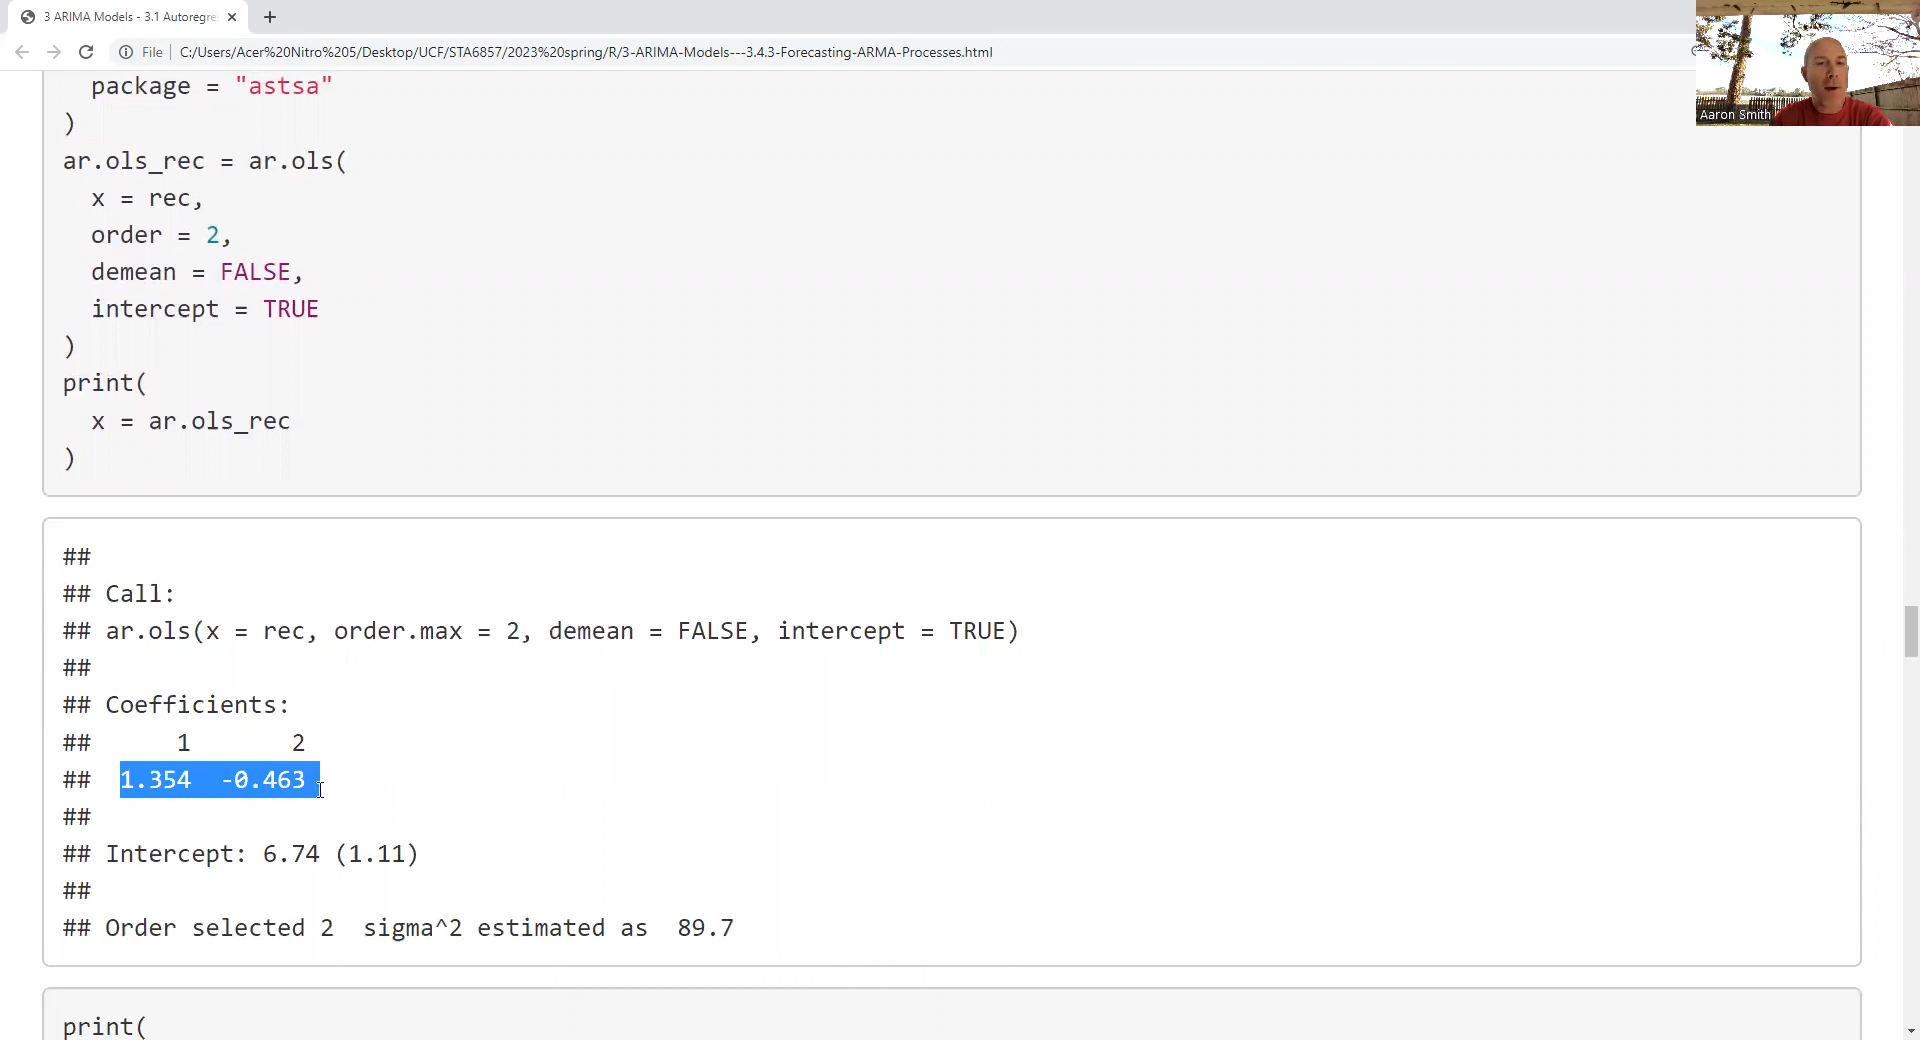 3 ARIMA Models - 3.1 Autoregre
File C:/Users/Acer%20Nitro%205/Desktop/UCF/STA6857/2023%20spring/R/3-ARIMA-Models---3.4.3-Forecasting-ARMA-Processes.html
Aaron Smith
package = "astsa"
)
ar.ols_rec = ar.ols(
x = rec,
order = 2,
demean = FALSE,
intercept = TRUE
)
print(
x = ar.ols_rec
)
##
## Call:
## ar.ols(x = rec, order.max = 2, demean = FALSE, intercept = TRUE)
##
## Coefficients:
## 1 2
## 1.354 -0.463
##
## Intercept: 6.74 (1.11)
##
## Order selected 2 sigma^2 estimated as 89.7
print(